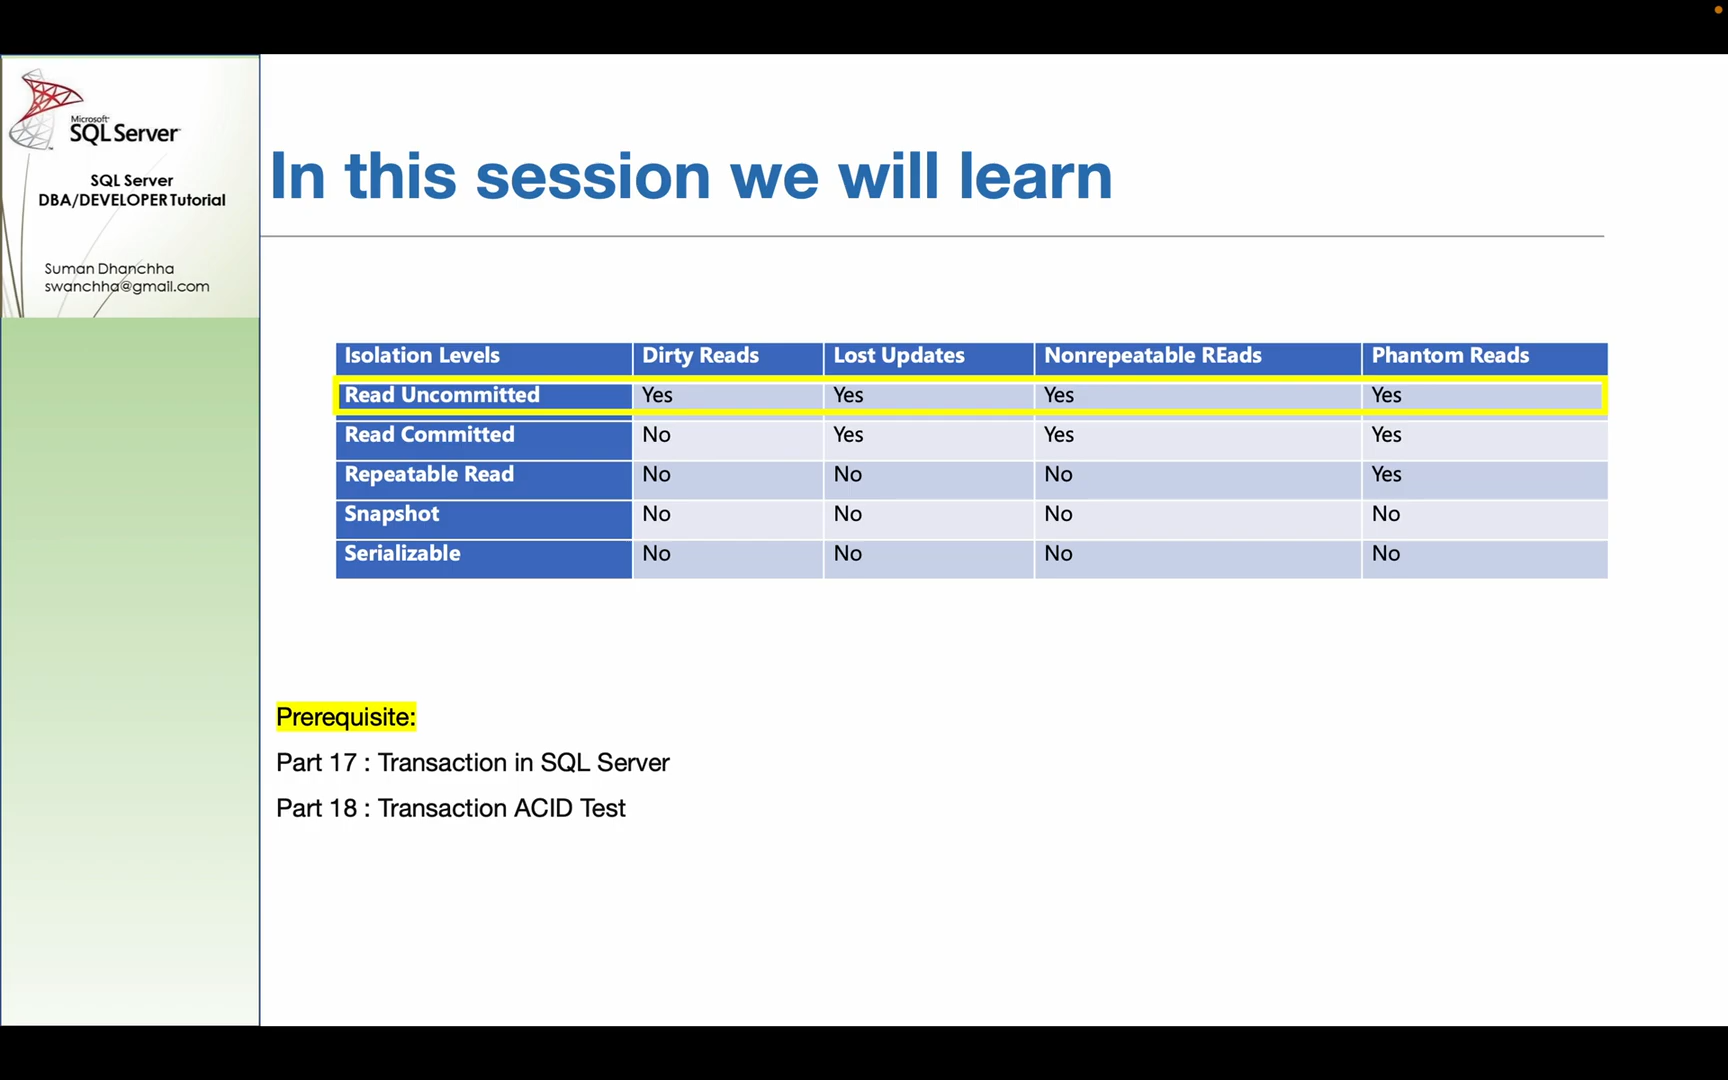 Microsoft
SQL Server
SQL Server
DBA/DEVELOPER Tutorial
Suman Dhanchha
swanchha@gmail.com
In this session we will learn
Isolation Levels Dirty Reads Lost Updates Nonrepeatable REads Phantom Reads
Read Uncommitted Yes Yes Yes Yes
Read Committed No Yes Yes Yes
Repeatable Read No No No Yes
Snapshot No No No No
Serializable No No No No
Prerequisite:
Part 17 : Transaction in SQL Server
Part 18 : Transaction ACID Test